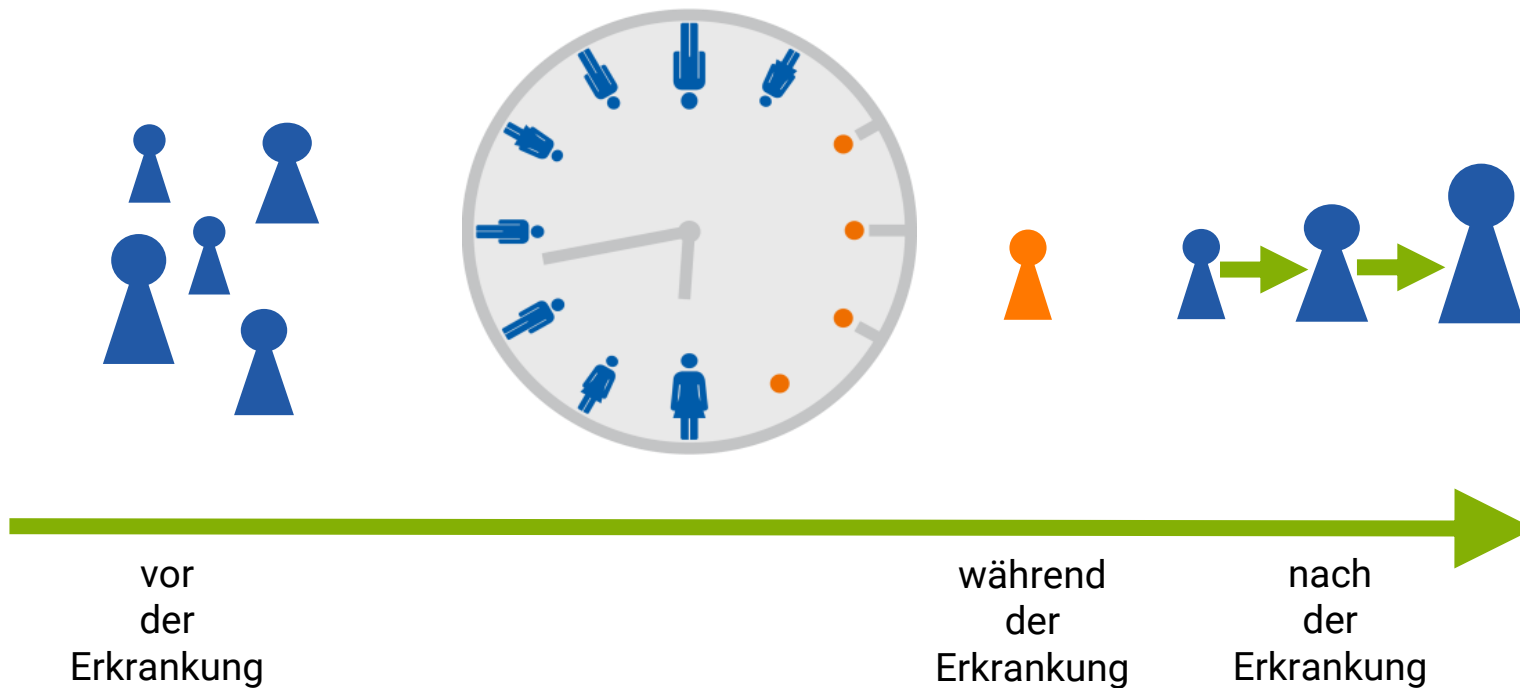 vor
der
Erkrankung
während
der
Erkrankung
nach
der
Erkrankung